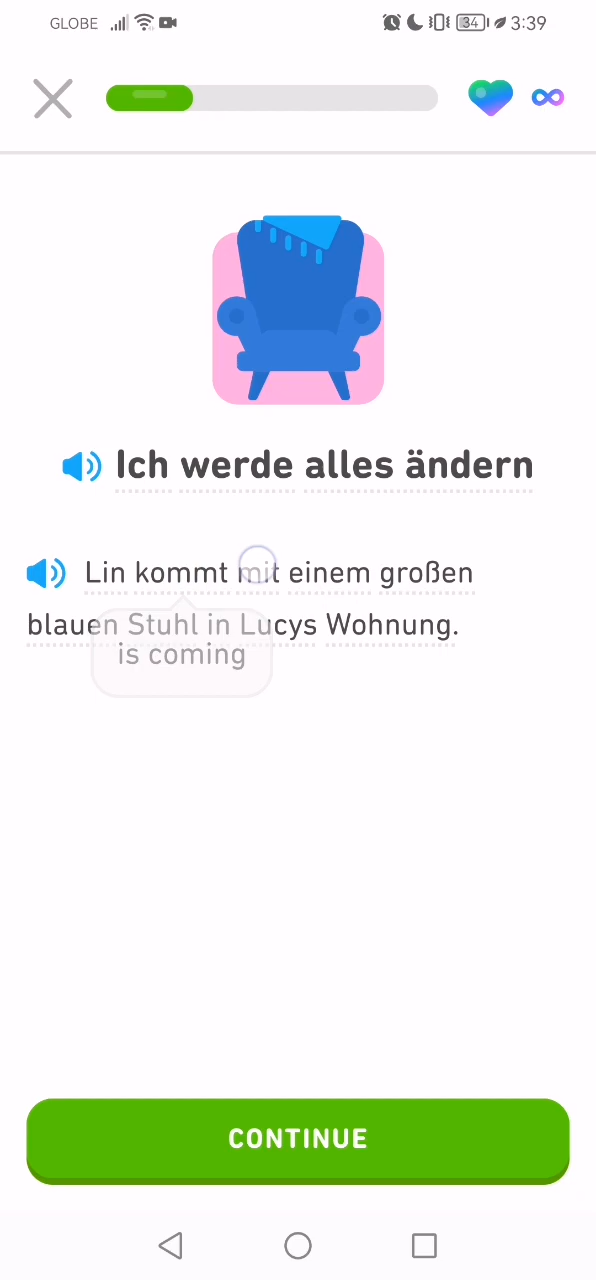 GLOBE 34 3:39
Ich werde alles ändern
Lin kommt mit einem großen
blauen Stuhl in Lucys Wohnung.
is coming
CONTINUE